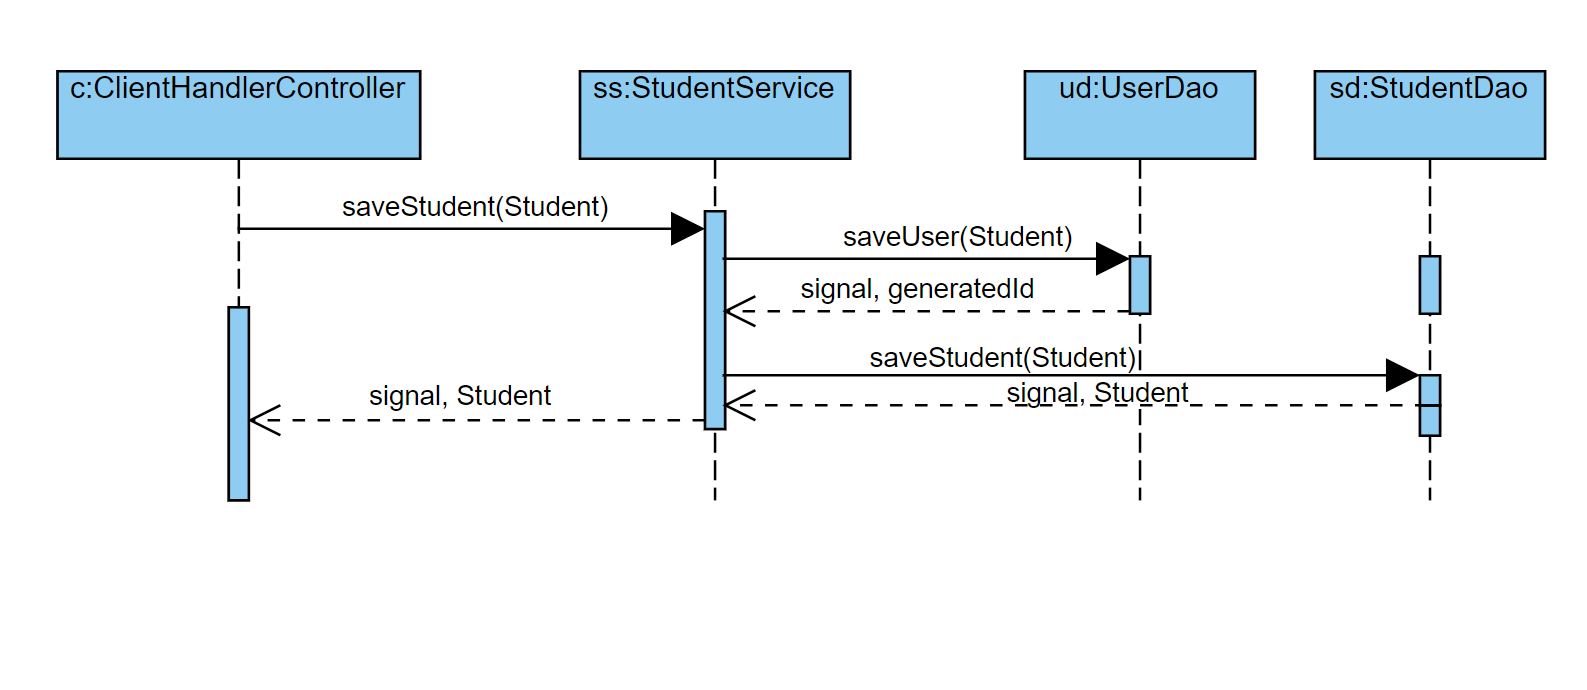 c:ClientHandlerController
ss:StudentService
ud:UserDao
sd:StudentDao
saveStudent(Student)
saveUser(Student)
signal, generatedId
saveStudent(Student)
signal, Student
signal, Student